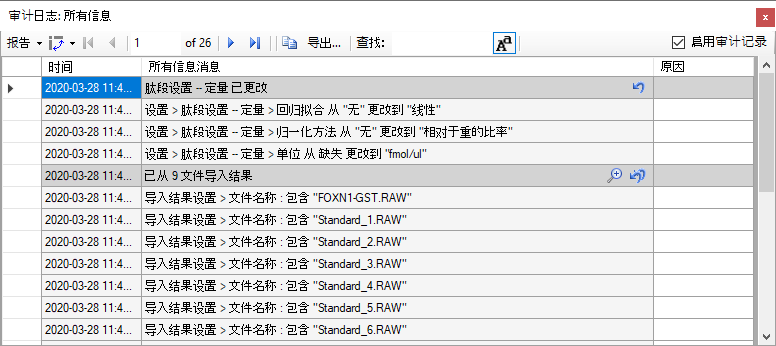 审计日志: 所有信息
报告 1 of 26 导出... 查找: Aa 启用审计记录
时间 所有信息消息 原因
2020-03-28 11:4... 肽段设置 -- 定量 已更改
2020-03-28 11:4... 设置 > 肽段设置 -- 定量 > 回归拟合 从 "无" 更改到 "线性"
2020-03-28 11:4... 设置 > 肽段设置 -- 定量 > 归一化方法 从 "无" 更改到 "相对于重的比率"
2020-03-28 11:4... 设置 > 肽段设置 -- 定量 > 单位 从 缺失 更改到 "fmol/ul"
2020-03-28 11:4... 已从 9 文件导入结果
2020-03-28 11:4... 导入结果设置 > 文件名称 : 包含 "FOXN1-GST.RAW"
2020-03-28 11:4... 导入结果设置 > 文件名称 : 包含 "Standard_1.RAW"
2020-03-28 11:4... 导入结果设置 > 文件名称 : 包含 "Standard_2.RAW"
2020-03-28 11:4... 导入结果设置 > 文件名称 : 包含 "Standard_3.RAW"
2020-03-28 11:4... 导入结果设置 > 文件名称 : 包含 "Standard_4.RAW"
2020-03-28 11:4... 导入结果设置 > 文件名称 : 包含 "Standard_5.RAW"
2020-03-28 11:4... 导入结果设置 > 文件名称 : 包含 "Standard_6.RAW"